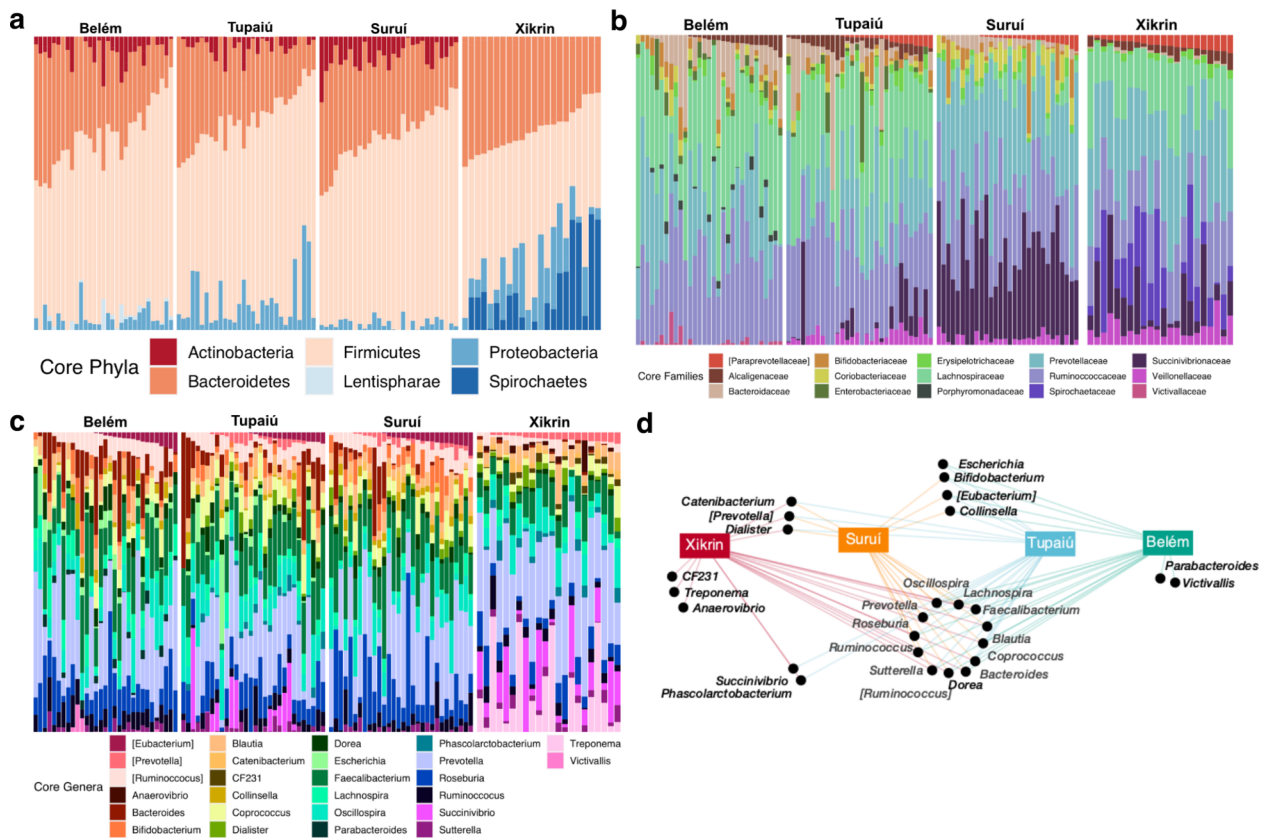 a
Belém Tupaiú Suruí Xikrin
Core Phyla
Actinobacteria Firmicutes Proteobacteria
Bacteroidetes Lentispharae Spirochaetes
b
Belém Tupaiú Suruí Xikrin
Core Families
[Paraprevotellaceae] Bifidobacteriaceae Erysipelotrichaceae Prevotellaceae Succinivibrionaceae
Alcaligenaceae Coriobacteriaceae Lachnospiraceae Ruminococcaceae Veillonellaceae
Bacteroidaceae Enterobacteriaceae Porphyromonadaceae Spirochaetaceae Victivallaceae
c
Belém Tupaiú Suruí Xikrin
Core Genera
[Eubacterium] Blautia Dorea Phascolarctobacterium Treponema
[Prevotella] Catenibacterium Escherichia Prevotella Victivallis
[Ruminoccocus] CF231 Faecalibacterium Roseburia
Anaerovibrio Collinsella Lachnospira Ruminoccocus
Bacteroides Coprococcus Oscillospira Succinivibrio
Bifidobacterium Dialister Parabacteroides Sutterella
d
Escherichia
Bifidobacterium
[Eubacterium]
Collinsella
Catenibacterium
[Prevotella]
Dialister
Xikrin Suruí Tupaiú Belém
Parabacteroides
Victivallis
CF231
Treponema
Anaerovibrio
Oscillospira
Lachnospira
Prevotella
Faecalibacterium
Roseburia
Blautia
Ruminococcus
Coprococcus
Sutterella
Bacteroides
Dorea
[Ruminococcus]
Succinivibrio
Phascolarctobacterium